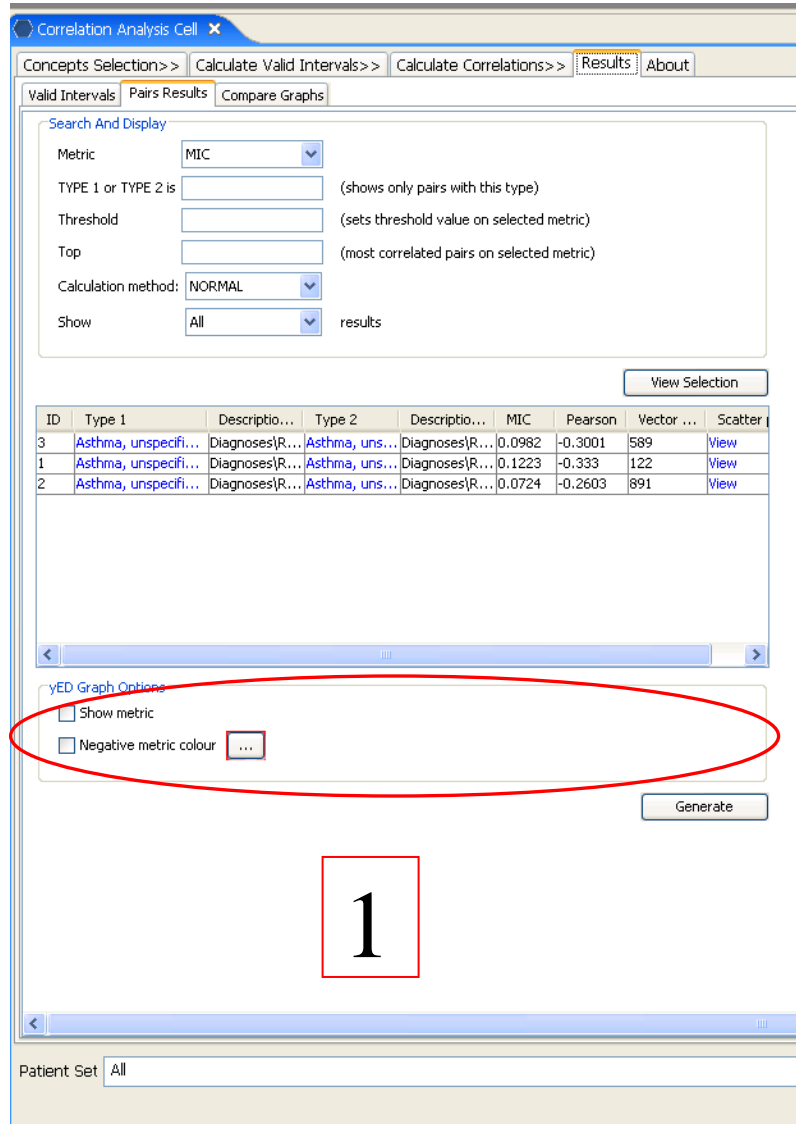 Correlation Analysis Cell
Concepts Selection>> Calculate Valid Intervals>> Calculate Correlations>> Results About
Valid Intervals Pairs Results Compare Graphs
Search And Display
Metric MIC
TYPE 1 or TYPE 2 is (shows only pairs with this type)
Threshold (sets threshold value on selected metric)
Top (most correlated pairs on selected metric)
Calculation method: NORMAL
Show All results
View Selection
ID Type 1 Descriptio... Type 2 Descriptio... MIC Pearson Vector ... Scatter
3 Asthma, unspecifi... Diagnoses\R... Asthma, uns... Diagnoses\R... 0.0982 -0.3001 589 View
1 Asthma, unspecifi... Diagnoses\R... Asthma, uns... Diagnoses\R... 0.1223 -0.333 122 View
2 Asthma, unspecifi... Diagnoses\R... Asthma, uns... Diagnoses\R... 0.0724 -0.2603 891 View
yED Graph Options
Show metric
Negative metric colour ...
Generate
1
Patient Set All